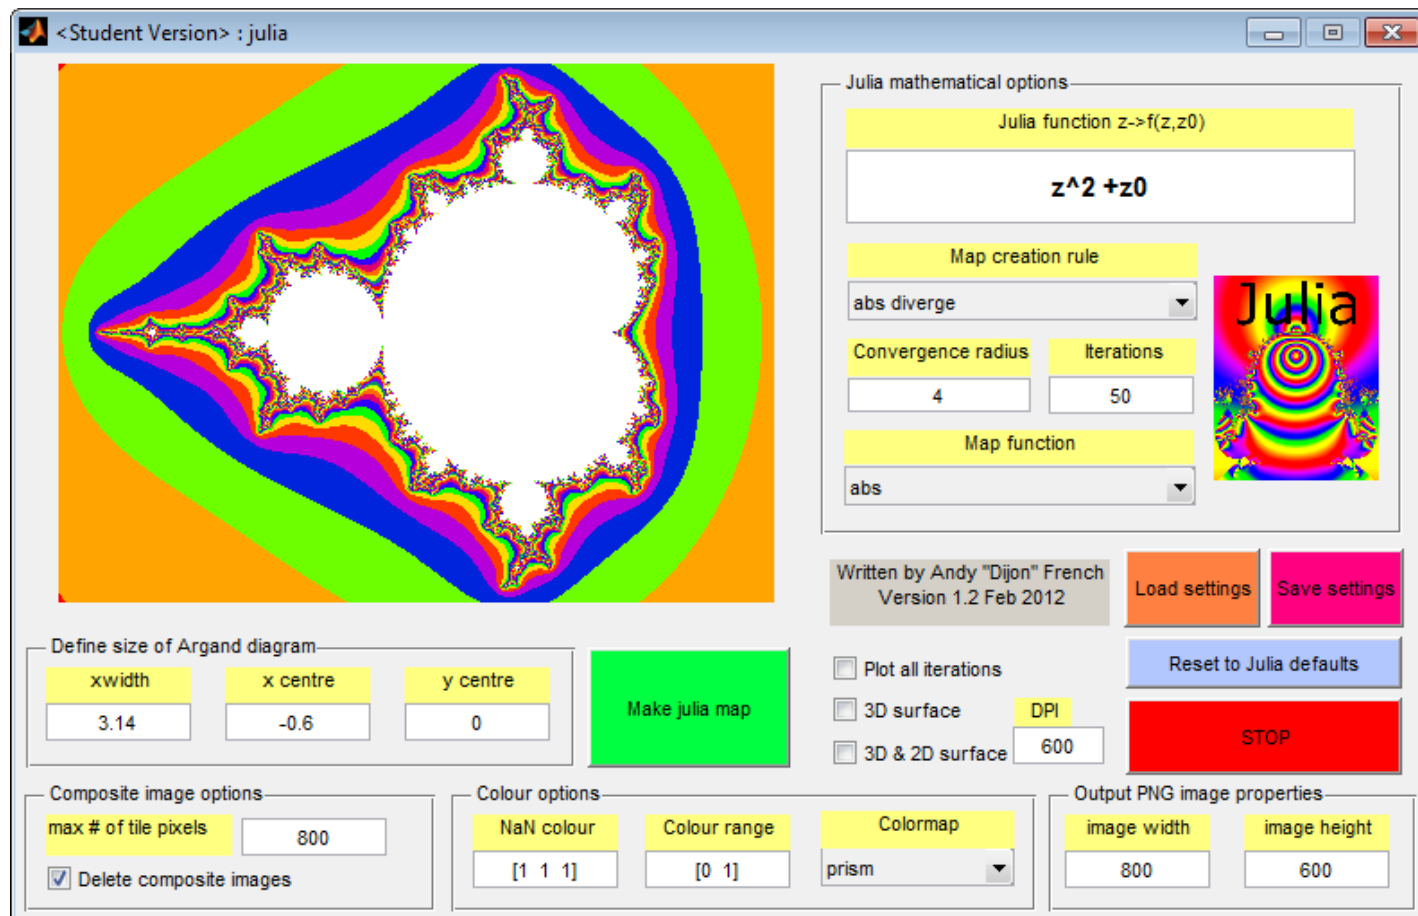 <Student Version> : julia
Julia mathematical options
Julia function z->f(z,z0)
z^2 +z0
Map creation rule
abs diverge
Convergence radius
Iterations
4
50
Map function
abs
Julia
Written by Andy "Dijon" French
Version 1.2 Feb 2012
Load settings
Save settings
Define size of Argand diagram
xwidth
x centre
y centre
3.14
-0.6
0
Make julia map
Plot all iterations
3D surface
3D & 2D surface
DPI
600
Reset to Julia defaults
STOP
Composite image options
max # of tile pixels
800
Delete composite images
Colour options
NaN colour
Colour range
Colormap
[1 1 1]
[0 1]
prism
Output PNG image properties
image width
image height
800
600